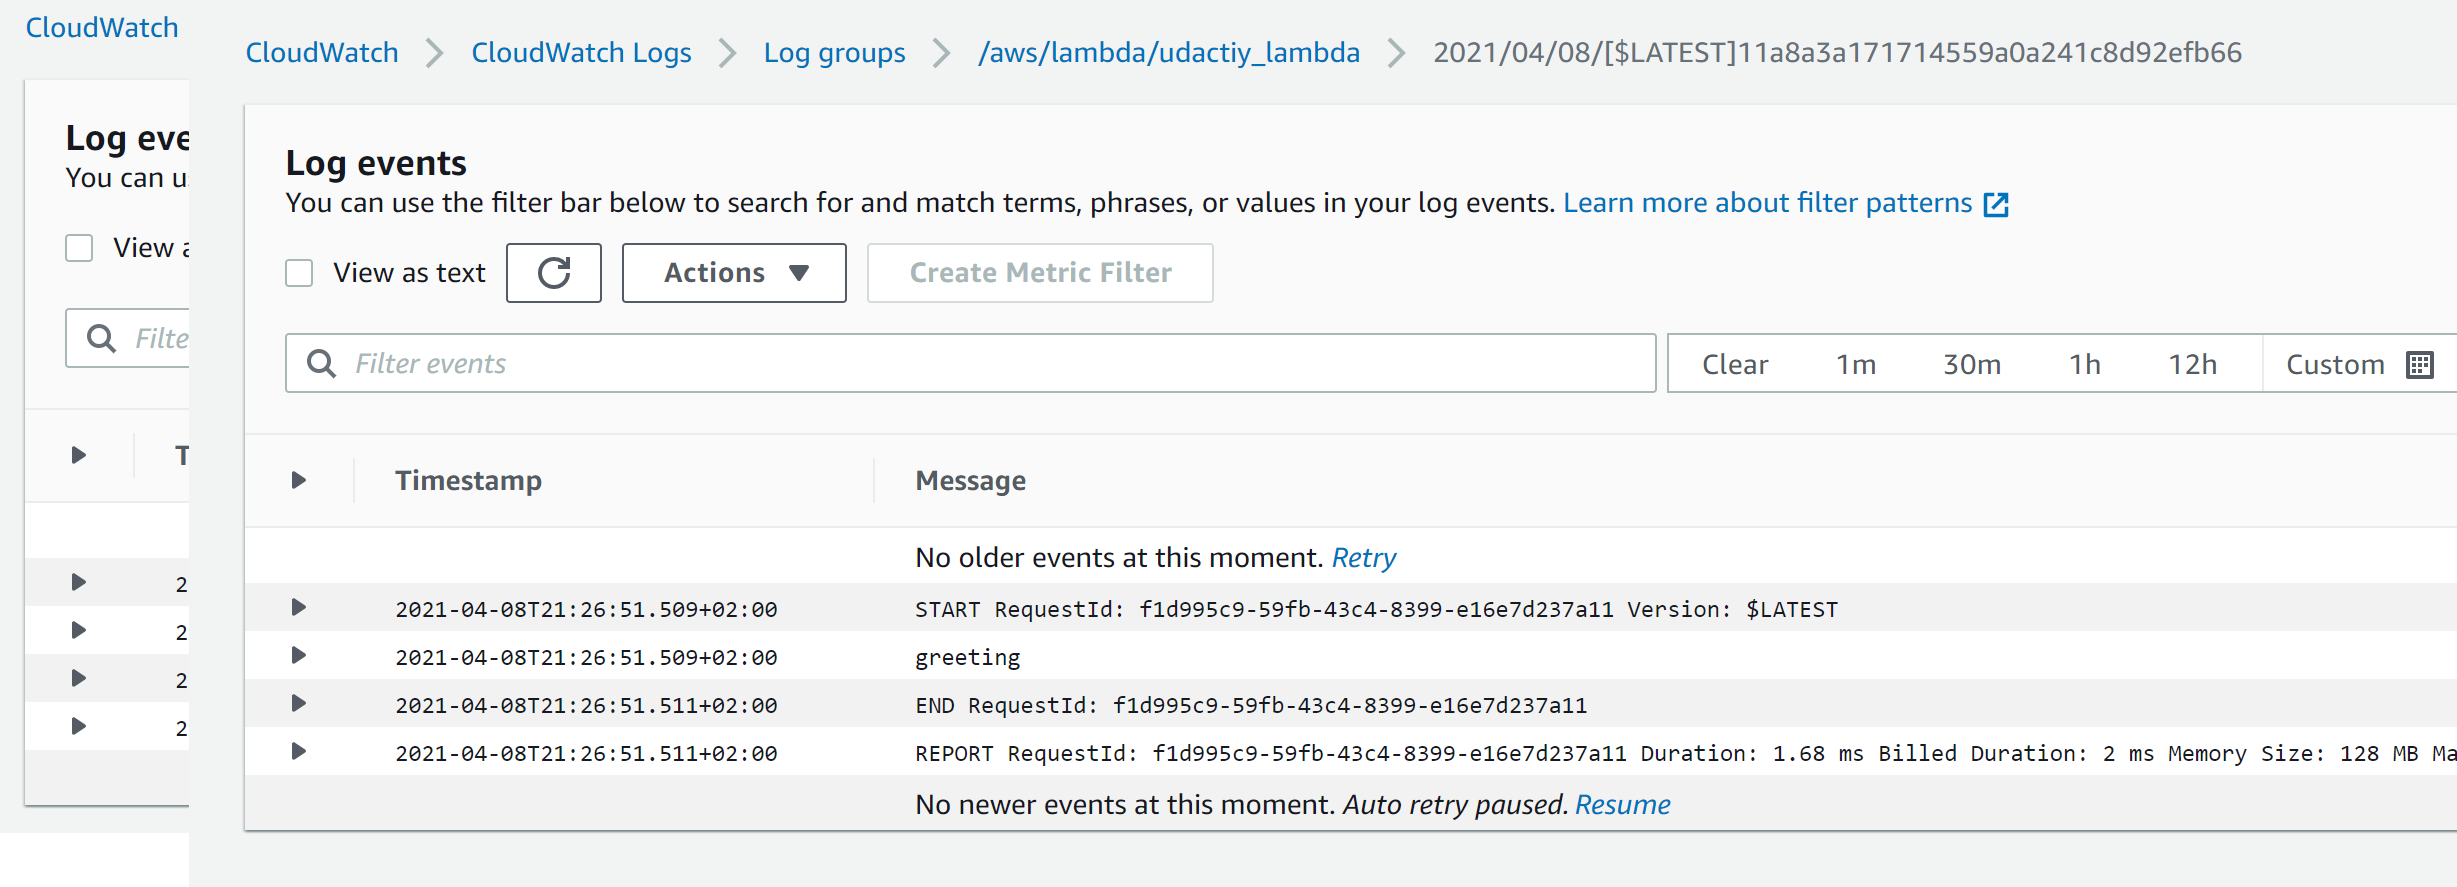 CloudWatch
Log eve
You can u
View a
Filte
T
2
2
2
2
CloudWatch > CloudWatch Logs > Log groups > /aws/lambda/udactiy_lambda > 2021/04/08/[$LATEST]11a8a3a171714559a0a241c8d92efb66
Log events
You can use the filter bar below to search for and match terms, phrases, or values in your log events. Learn more about filter patterns
View as text Actions Create Metric Filter
Filter events Clear 1m 30m 1h 12h Custom
Timestamp Message
No older events at this moment. Retry
2021-04-08T21:26:51.509+02:00 START RequestId: f1d995c9-59fb-43c4-8399-e16e7d237a11 Version: $LATEST
2021-04-08T21:26:51.509+02:00 greeting
2021-04-08T21:26:51.511+02:00 END RequestId: f1d995c9-59fb-43c4-8399-e16e7d237a11
2021-04-08T21:26:51.511+02:00 REPORT RequestId: f1d995c9-59fb-43c4-8399-e16e7d237a11 Duration: 1.68 ms Billed Duration: 2 ms Memory Size: 128 MB Ma
No newer events at this moment. Auto retry paused. Resume